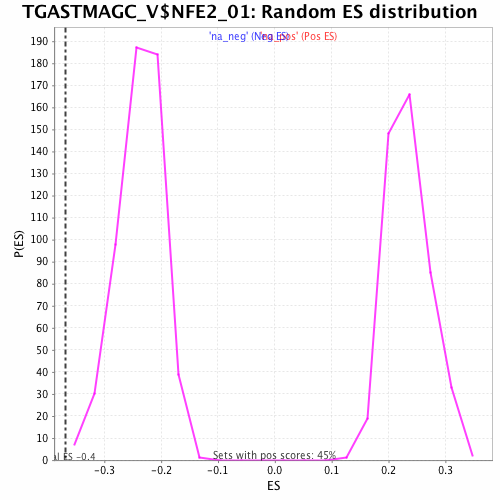 TGASTMAGC_V$NFE2_01: Random ES distribution
'na_neg' (Neg ES) 'na_pos' (Pos ES)
190
180
170
160
150
140
130
120
110
100
90
80
70
60
50
40
30
20
10
0
P(ES)
ES -0.4
Sets with pos scores: 45%
-0.3 -0.2 -0.1 0.0 0.1 0.2 0.3
ES